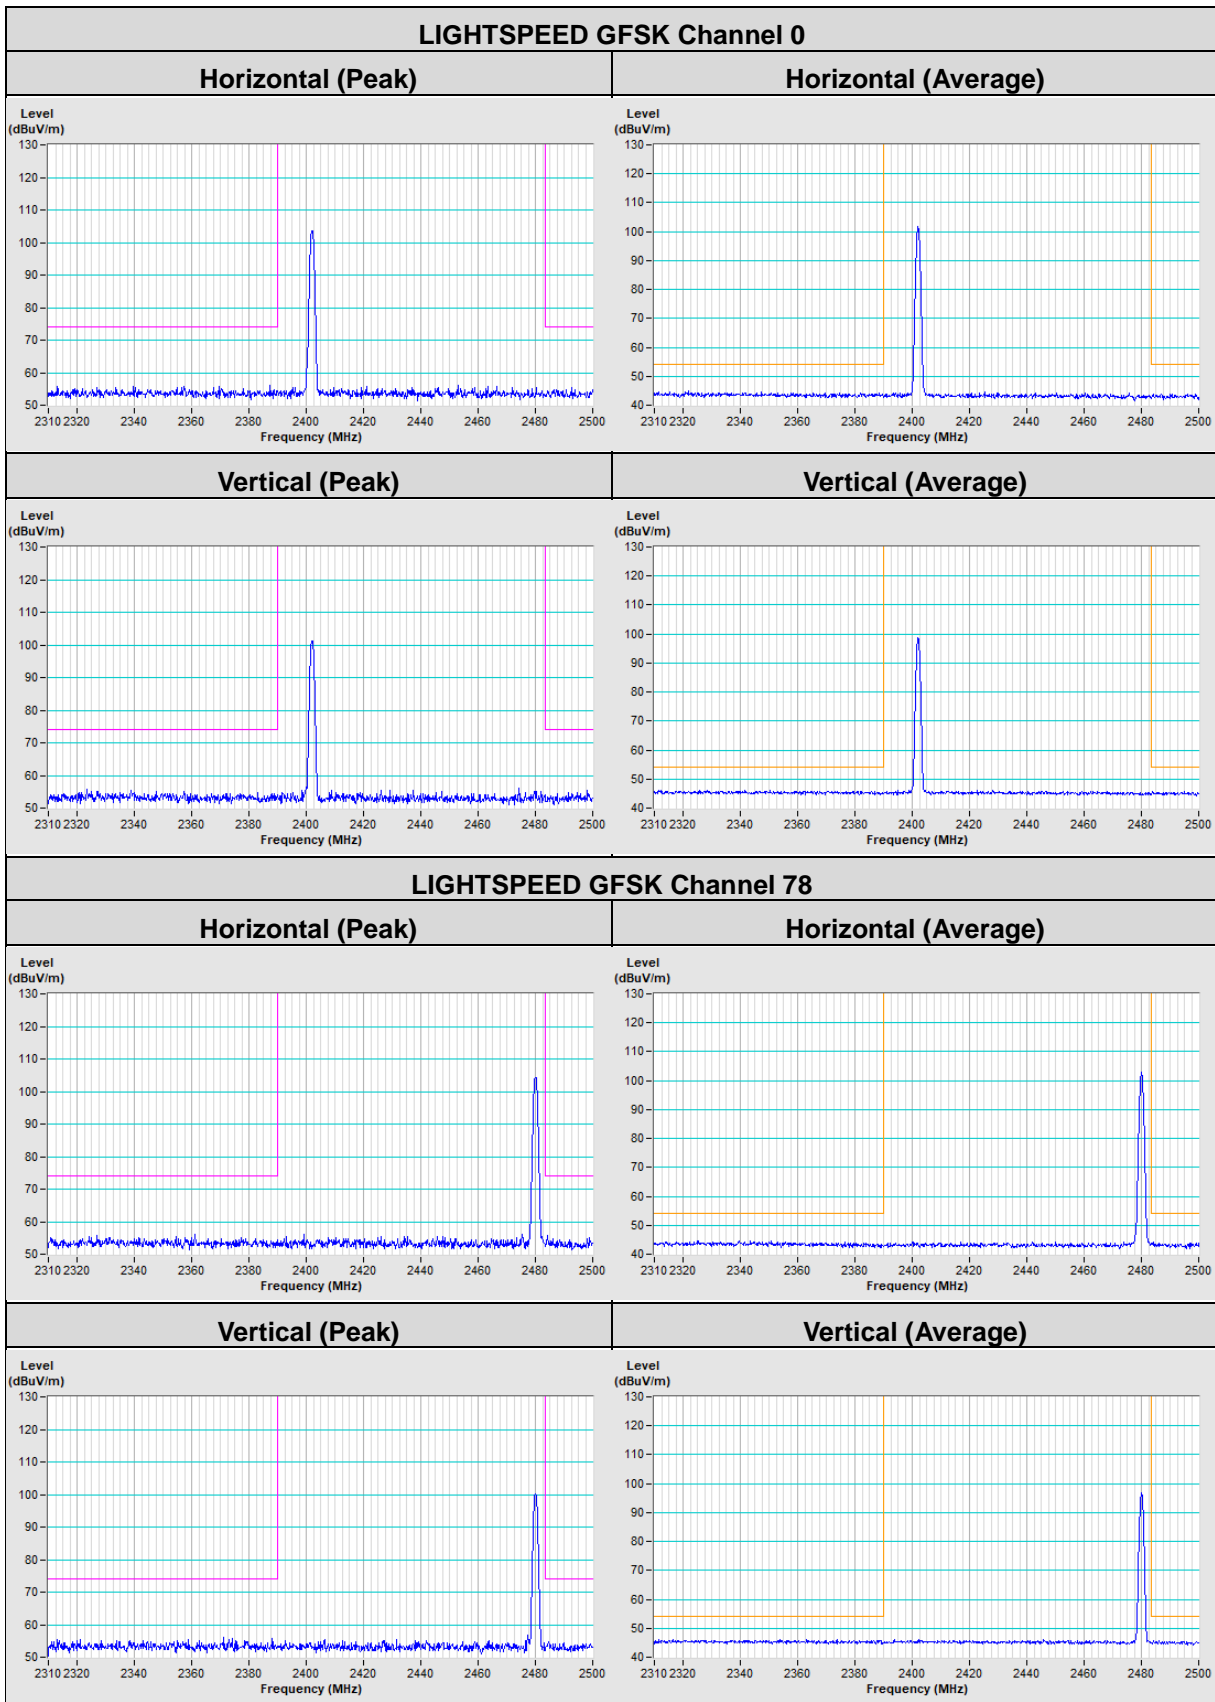 LIGHTSPEED GFSK Channel 0
Horizontal (Peak) Horizontal (Average)
Level
(dBuV/m)
130
120
110
100
90
80
70
60
50
2310 2320 2340 2360 2380 2400 2420 2440 2460 2480 2500
Frequency (MHz)
Level
(dBuV/m)
130
120
110
100
90
80
70
60
50
40
2310 2320 2340 2360 2380 2400 2420 2440 2460 2480 2500
Frequency (MHz)
Vertical (Peak) Vertical (Average)
Level
(dBuV/m)
130
120
110
100
90
80
70
60
50
2310 2320 2340 2360 2380 2400 2420 2440 2460 2480 2500
Frequency (MHz)
Level
(dBuV/m)
130
120
110
100
90
80
70
60
50
40
2310 2320 2340 2360 2380 2400 2420 2440 2460 2480 2500
Frequency (MHz)
LIGHTSPEED GFSK Channel 78
Horizontal (Peak) Horizontal (Average)
Level
(dBuV/m)
130
120
110
100
90
80
70
60
50
2310 2320 2340 2360 2380 2400 2420 2440 2460 2480 2500
Frequency (MHz)
Level
(dBuV/m)
130
120
110
100
90
80
70
60
50
40
2310 2320 2340 2360 2380 2400 2420 2440 2460 2480 2500
Frequency (MHz)
Vertical (Peak) Vertical (Average)
Level
(dBuV/m)
130
120
110
100
90
80
70
60
50
2310 2320 2340 2360 2380 2400 2420 2440 2460 2480 2500
Frequency (MHz)
Level
(dBuV/m)
130
120
110
100
90
80
70
60
50
40
2310 2320 2340 2360 2380 2400 2420 2440 2460 2480 2500
Frequency (MHz)